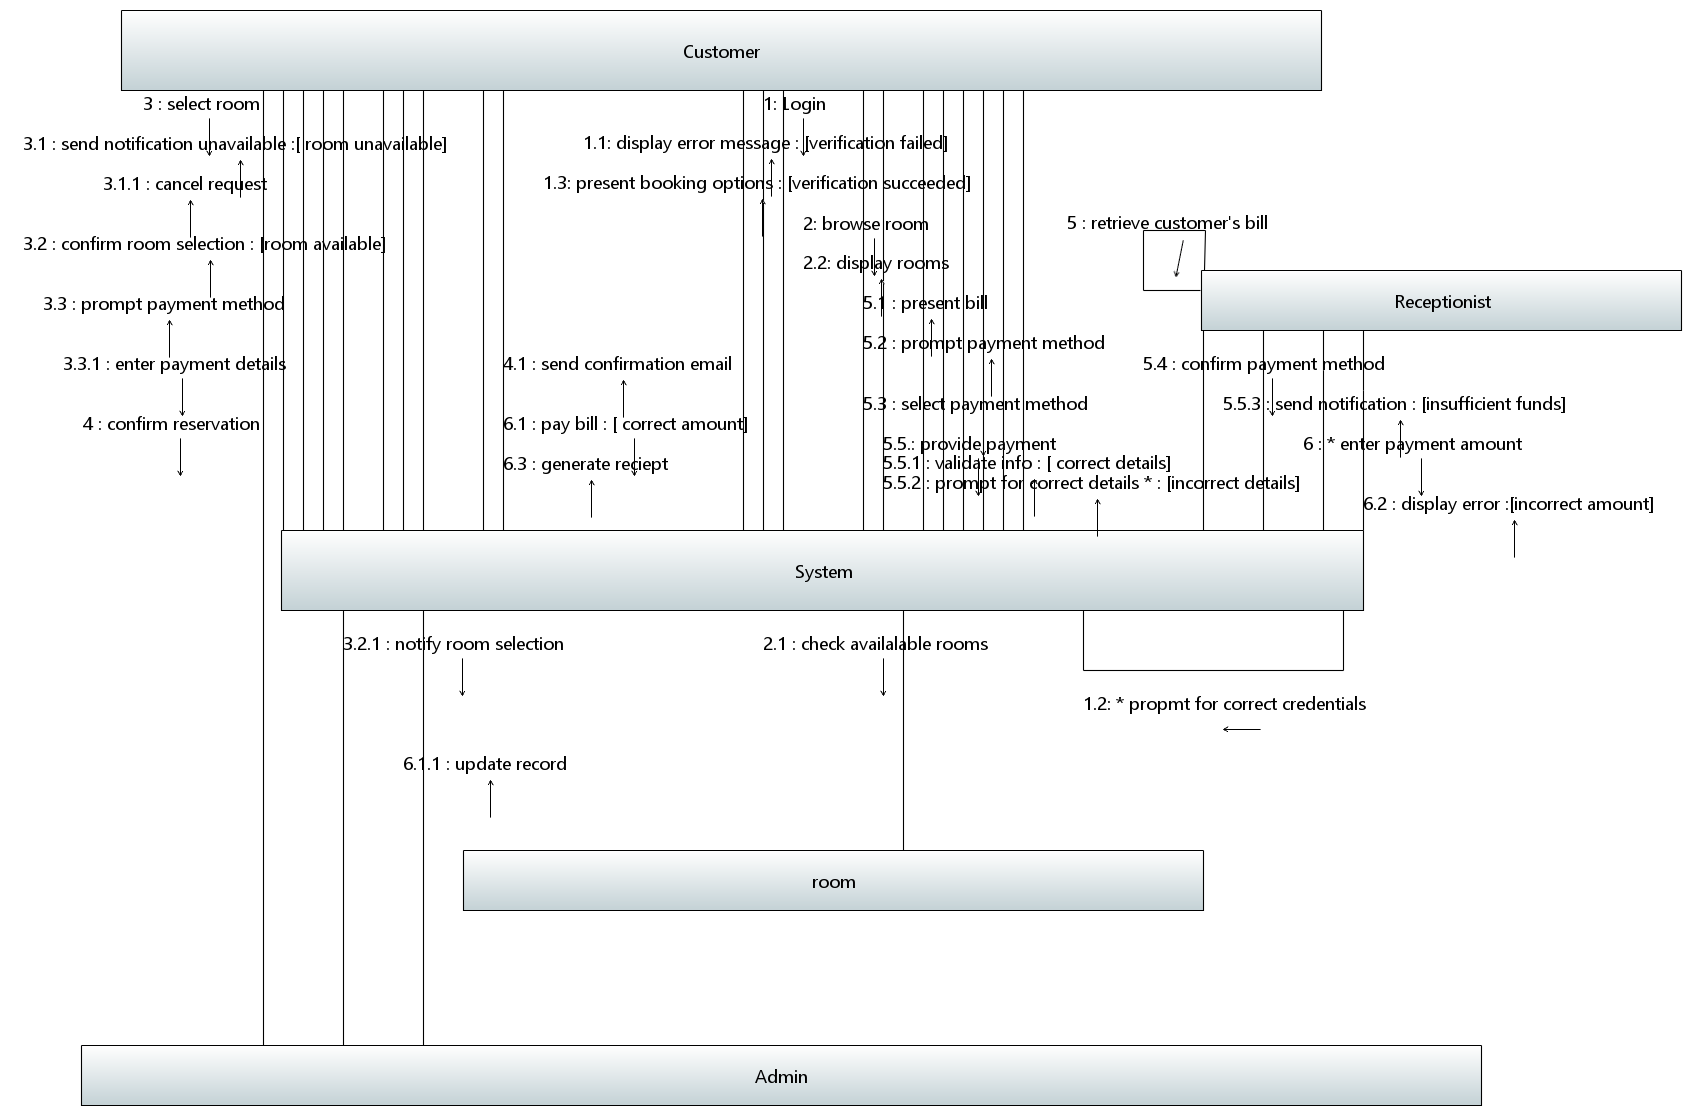 Customer
3 : select room
1: Login
3.1 : send notification unavailable :[ room unavailable]
1.1: display error message : [verification failed]
3.1.1 : cancel request
1.3: present booking options : [verification succeeded]
2: browse room
5 : retrieve customer's bill
3.2 : confirm room selection : [room available]
2.2: display rooms
3.3 : prompt payment method
5.1 : present bill
Receptionist
5.2 : prompt payment method
3.3.1 : enter payment details
4.1 : send confirmation email
5.4 : confirm payment method
5.3 : select payment method
5.5.3 : send notification : [insufficient funds]
4 : confirm reservation
6.1 : pay bill : [ correct amount]
5.5.: provide payment
6 : * enter payment amount
6.3 : generate reciept
5.5.1 : validate info : [ correct details]
5.5.2 : prompt for correct details * : [incorrect details]
6.2 : display error :[incorrect amount]
System
3.2.1 : notify room selection
2.1 : check availalable rooms
1.2: * propmt for correct credentials
6.1.1 : update record
room
Admin